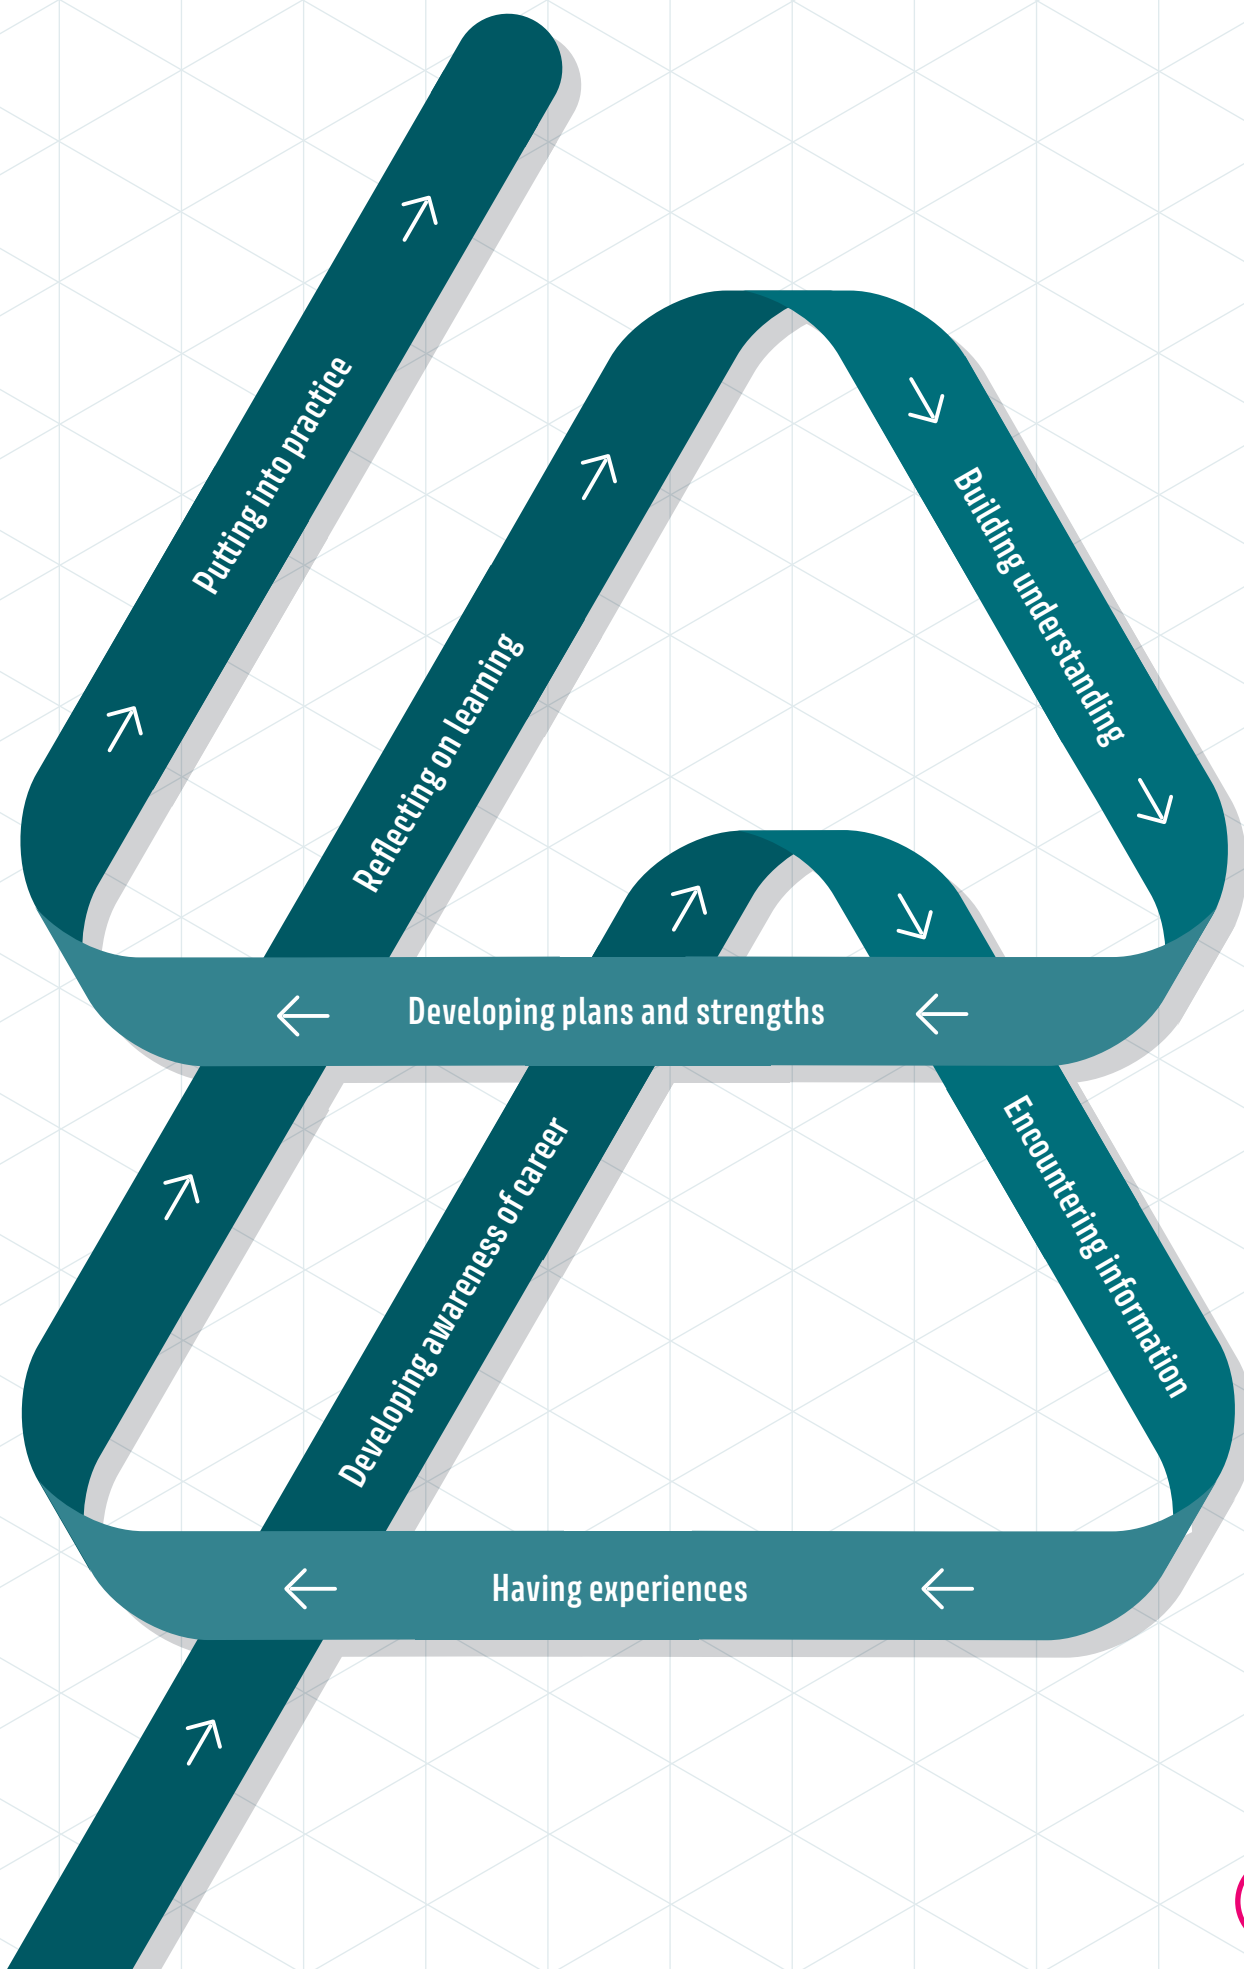 Putting into practice
Reflecting on learning
Building understanding
Developing plans and strengths
Developing awareness of career
Encountering information
Having experiences